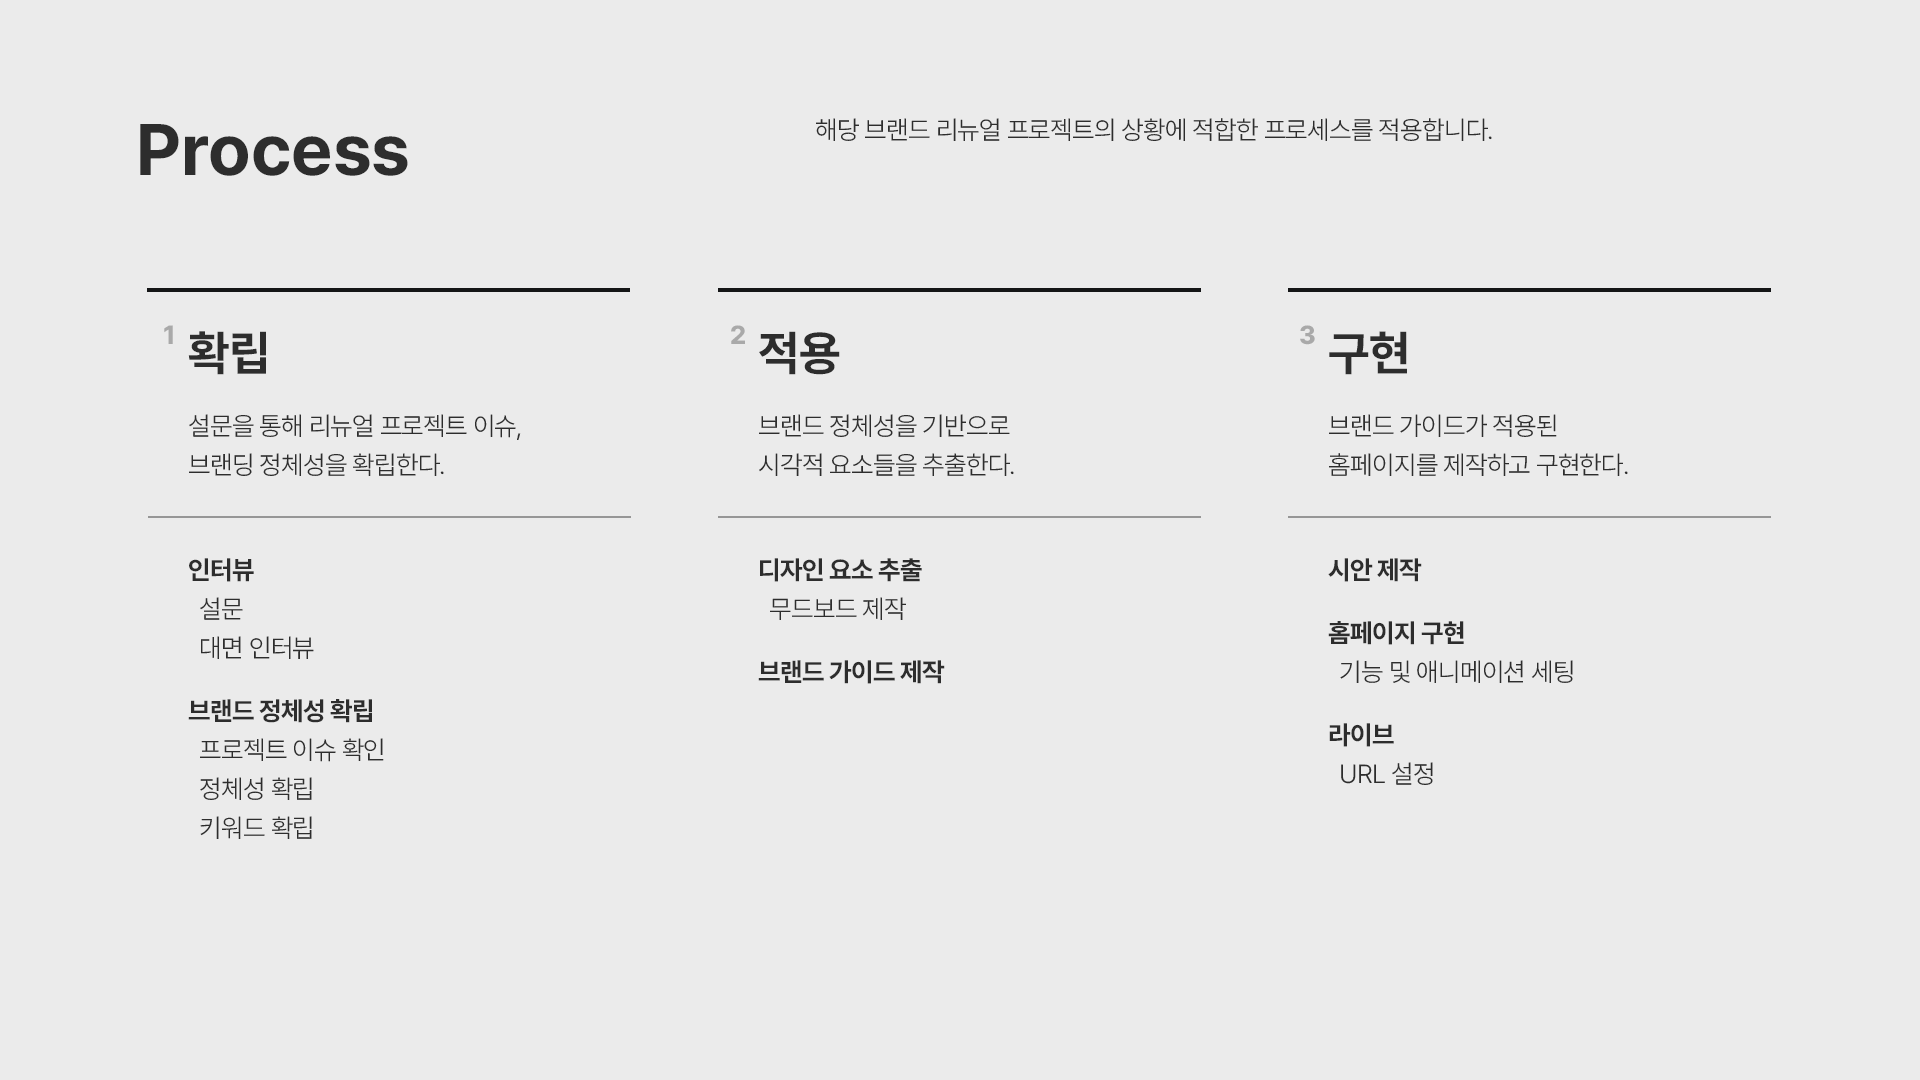 Process
해당 브랜드 리뉴얼 프로젝트의 상황에 적합한 프로세스를 적용합니다.
1 확립
설문을 통해 리뉴얼 프로젝트 이슈,
브랜딩 정체성을 확립한다.
인터뷰
설문
대면 인터뷰
브랜드 정체성 확립
프로젝트 이슈 확인
정체성 확립
키워드 확립
2 적용
브랜드 정체성을 기반으로
시각적 요소들을 추출한다.
디자인 요소 추출
무드보드 제작
브랜드 가이드 제작
3 구현
브랜드 가이드가 적용된
홈페이지를 제작하고 구현한다.
시안 제작
홈페이지 구현
기능 및 애니메이션 세팅
라이브
URL 설정